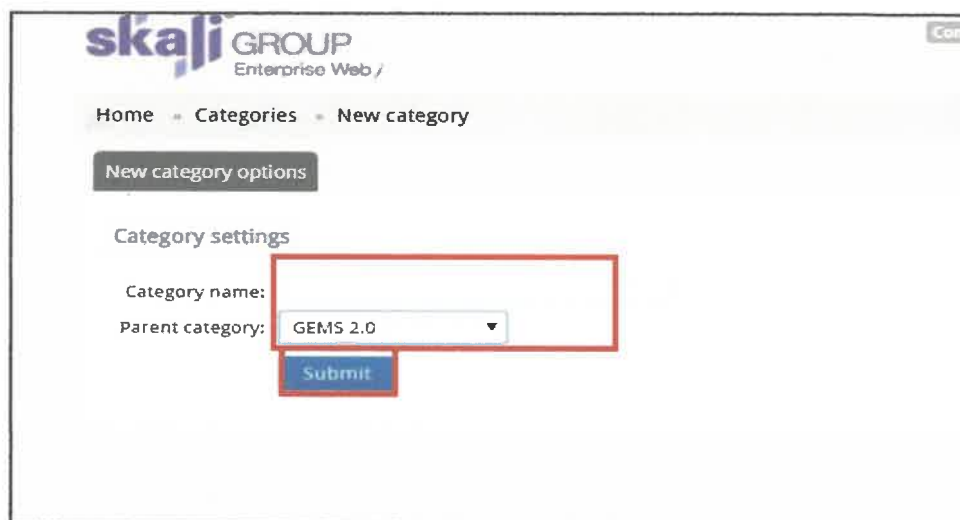 skali GROUP
Enterprise Web /
Home Categories New category
New category options
Category settings
Category name:
Parent category: GEMS 2.0
Submit